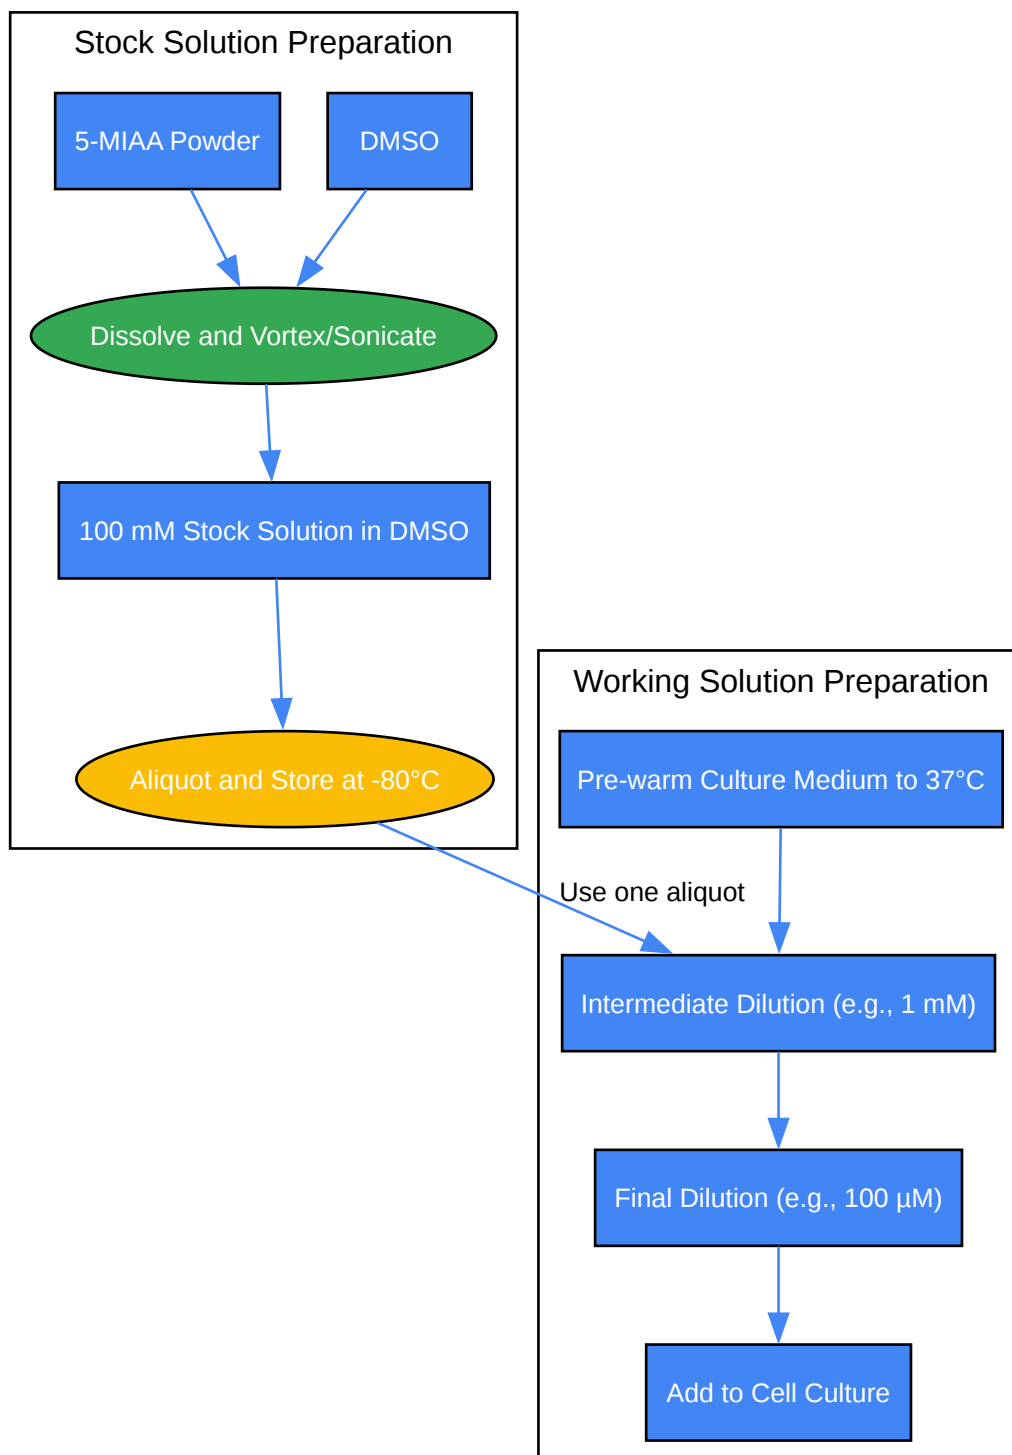 Stock Solution Preparation
5-MIAA Powder
DMSO
Dissolve and Vortex/Sonicate
100 mM Stock Solution in DMSO
Aliquot and Store at -80°C
Working Solution Preparation
Pre-warm Culture Medium to 37°C
Use one aliquot
Intermediate Dilution (e.g., 1 mM)
Final Dilution (e.g., 100 µM)
Add to Cell Culture